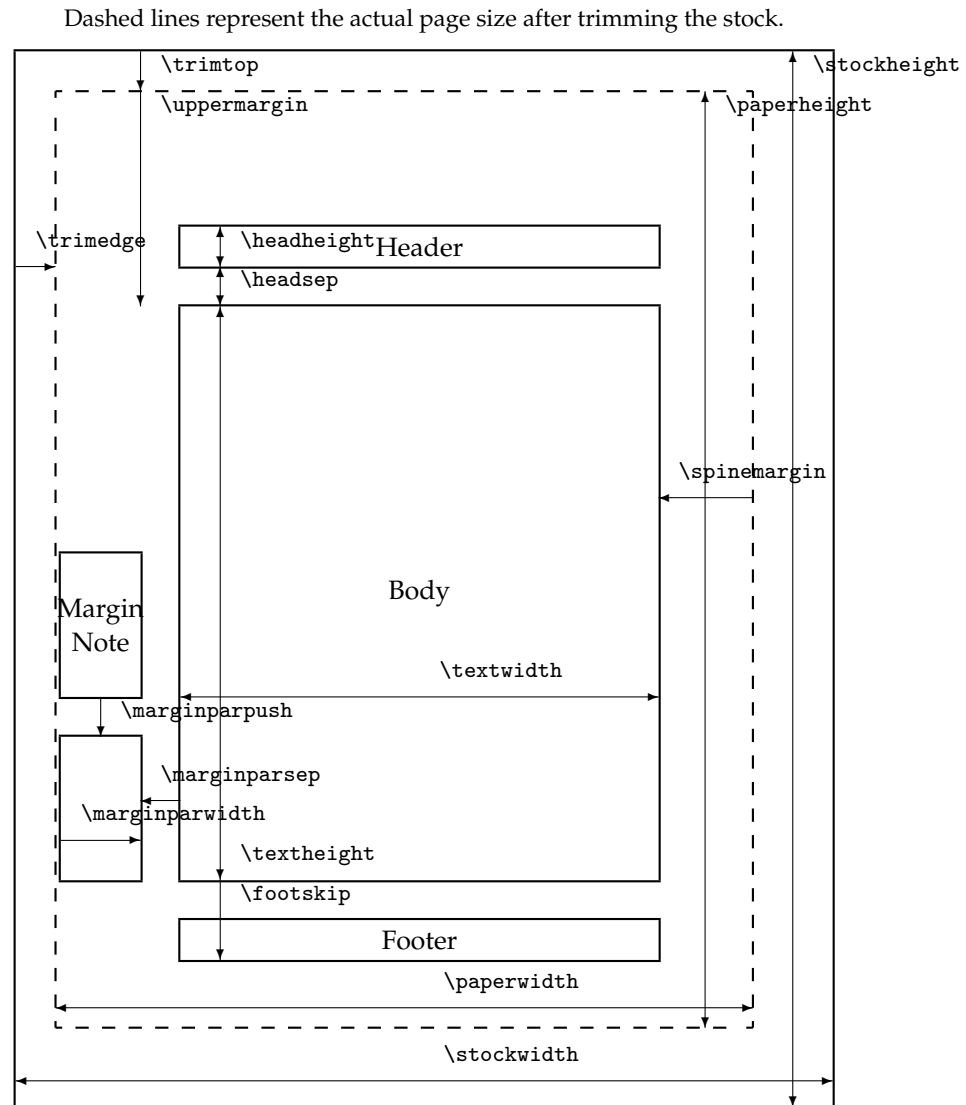 Dashed lines represent the actual page size after trimming the stock.
\trimtop
\stockheight
\uppermargin
\paperheight
\trimedge
\headheight
Header
\headsep
\spinemargin
Body
Margin
Note
\textwidth
\marginparpush
\marginparsep
\marginparwidth
\textheight
\footskip
Footer
\paperwidth
\stockwidth